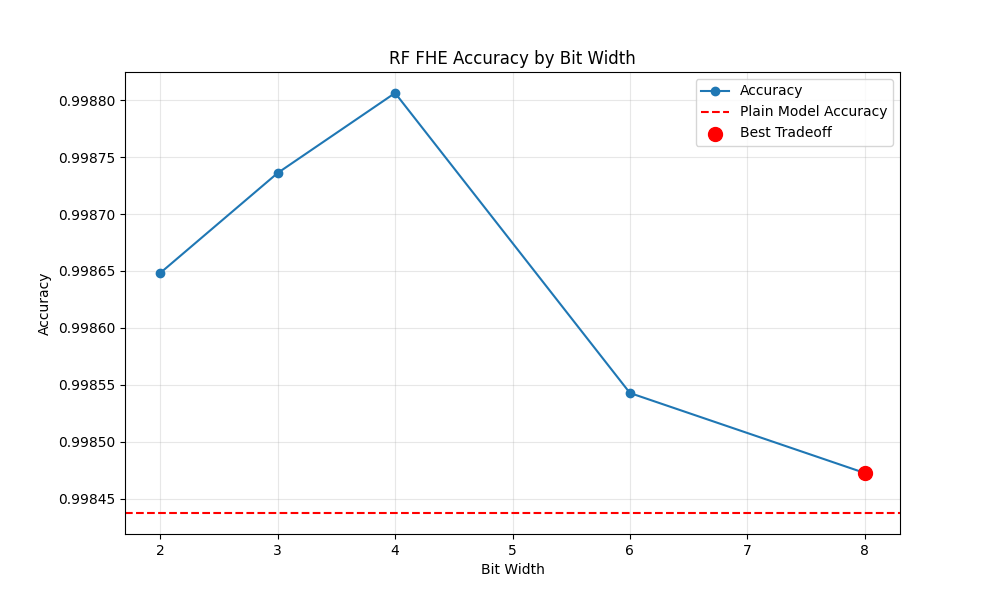 RF FHE Accuracy by Bit Width
Accuracy
Plain Model Accuracy
Best Tradeoff
0.99880
0.99875
0.99870
0.99865
0.99860
0.99855
0.99850
0.99845
Accuracy
2 3 4 5 6 7 8
Bit Width